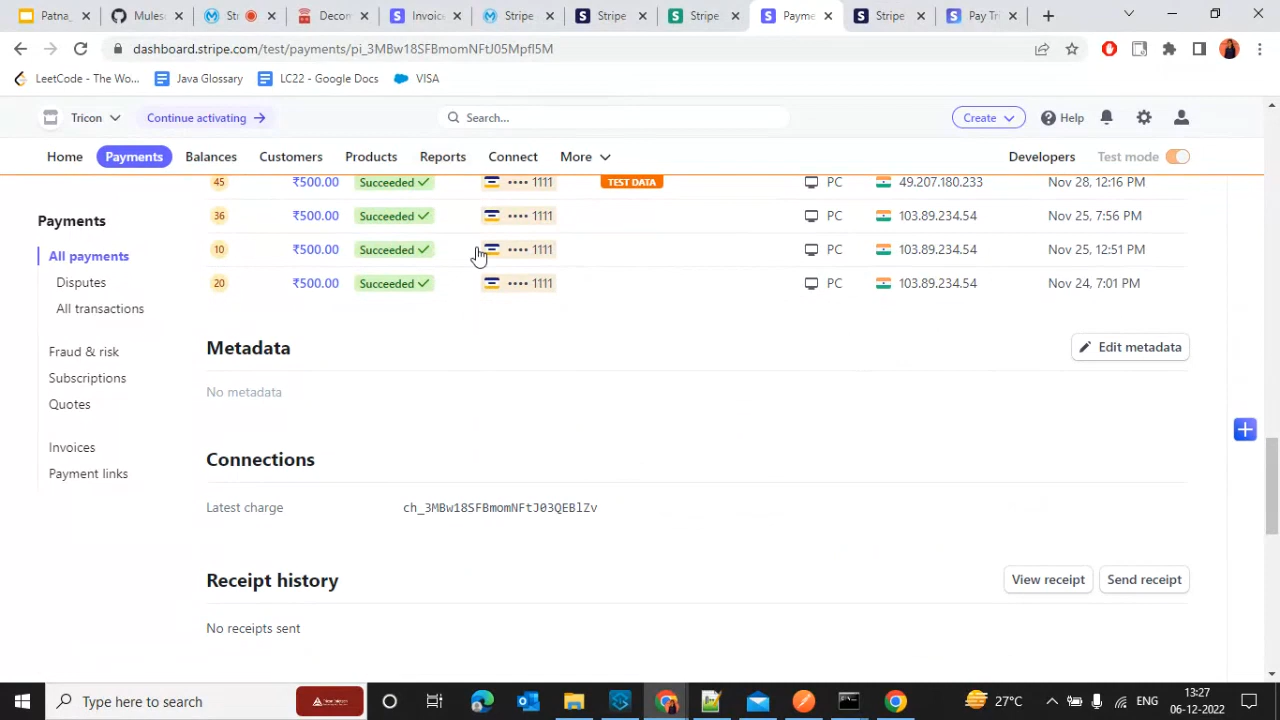 Patna_
Mules
Str
Decon
Invoic
Stripe
Stripe
Stripe
Payme
Stripe
Pay Tri
dashboard.stripe.com/test/payments/pi_3MBw18SFBmomNFtJ05Mpfl5M
LeetCode - The Wo...
Java Glossary
LC22 - Google Docs
VISA
Tricon
Continue activating
Search...
Create
Help
Home
Payments
Balances
Customers
Products
Reports
Connect
More
Developers
Test mode
45 ₹500.00 Succeeded •••• 1111 TEST DATA PC 49.207.180.233 Nov 28, 12:16 PM
36 ₹500.00 Succeeded •••• 1111 PC 103.89.234.54 Nov 25, 7:56 PM
10 ₹500.00 Succeeded •••• 1111 PC 103.89.234.54 Nov 25, 12:51 PM
20 ₹500.00 Succeeded •••• 1111 PC 103.89.234.54 Nov 24, 7:01 PM
Payments
All payments
Disputes
All transactions
Fraud & risk
Subscriptions
Quotes
Invoices
Payment links
Metadata
Edit metadata
No metadata
Connections
Latest charge ch_3MBw18SFBmomNFtJ03QEBlZv
Receipt history
View receipt
Send receipt
No receipts sent
Type here to search
27°C
ENG
13:27
06-12-2022